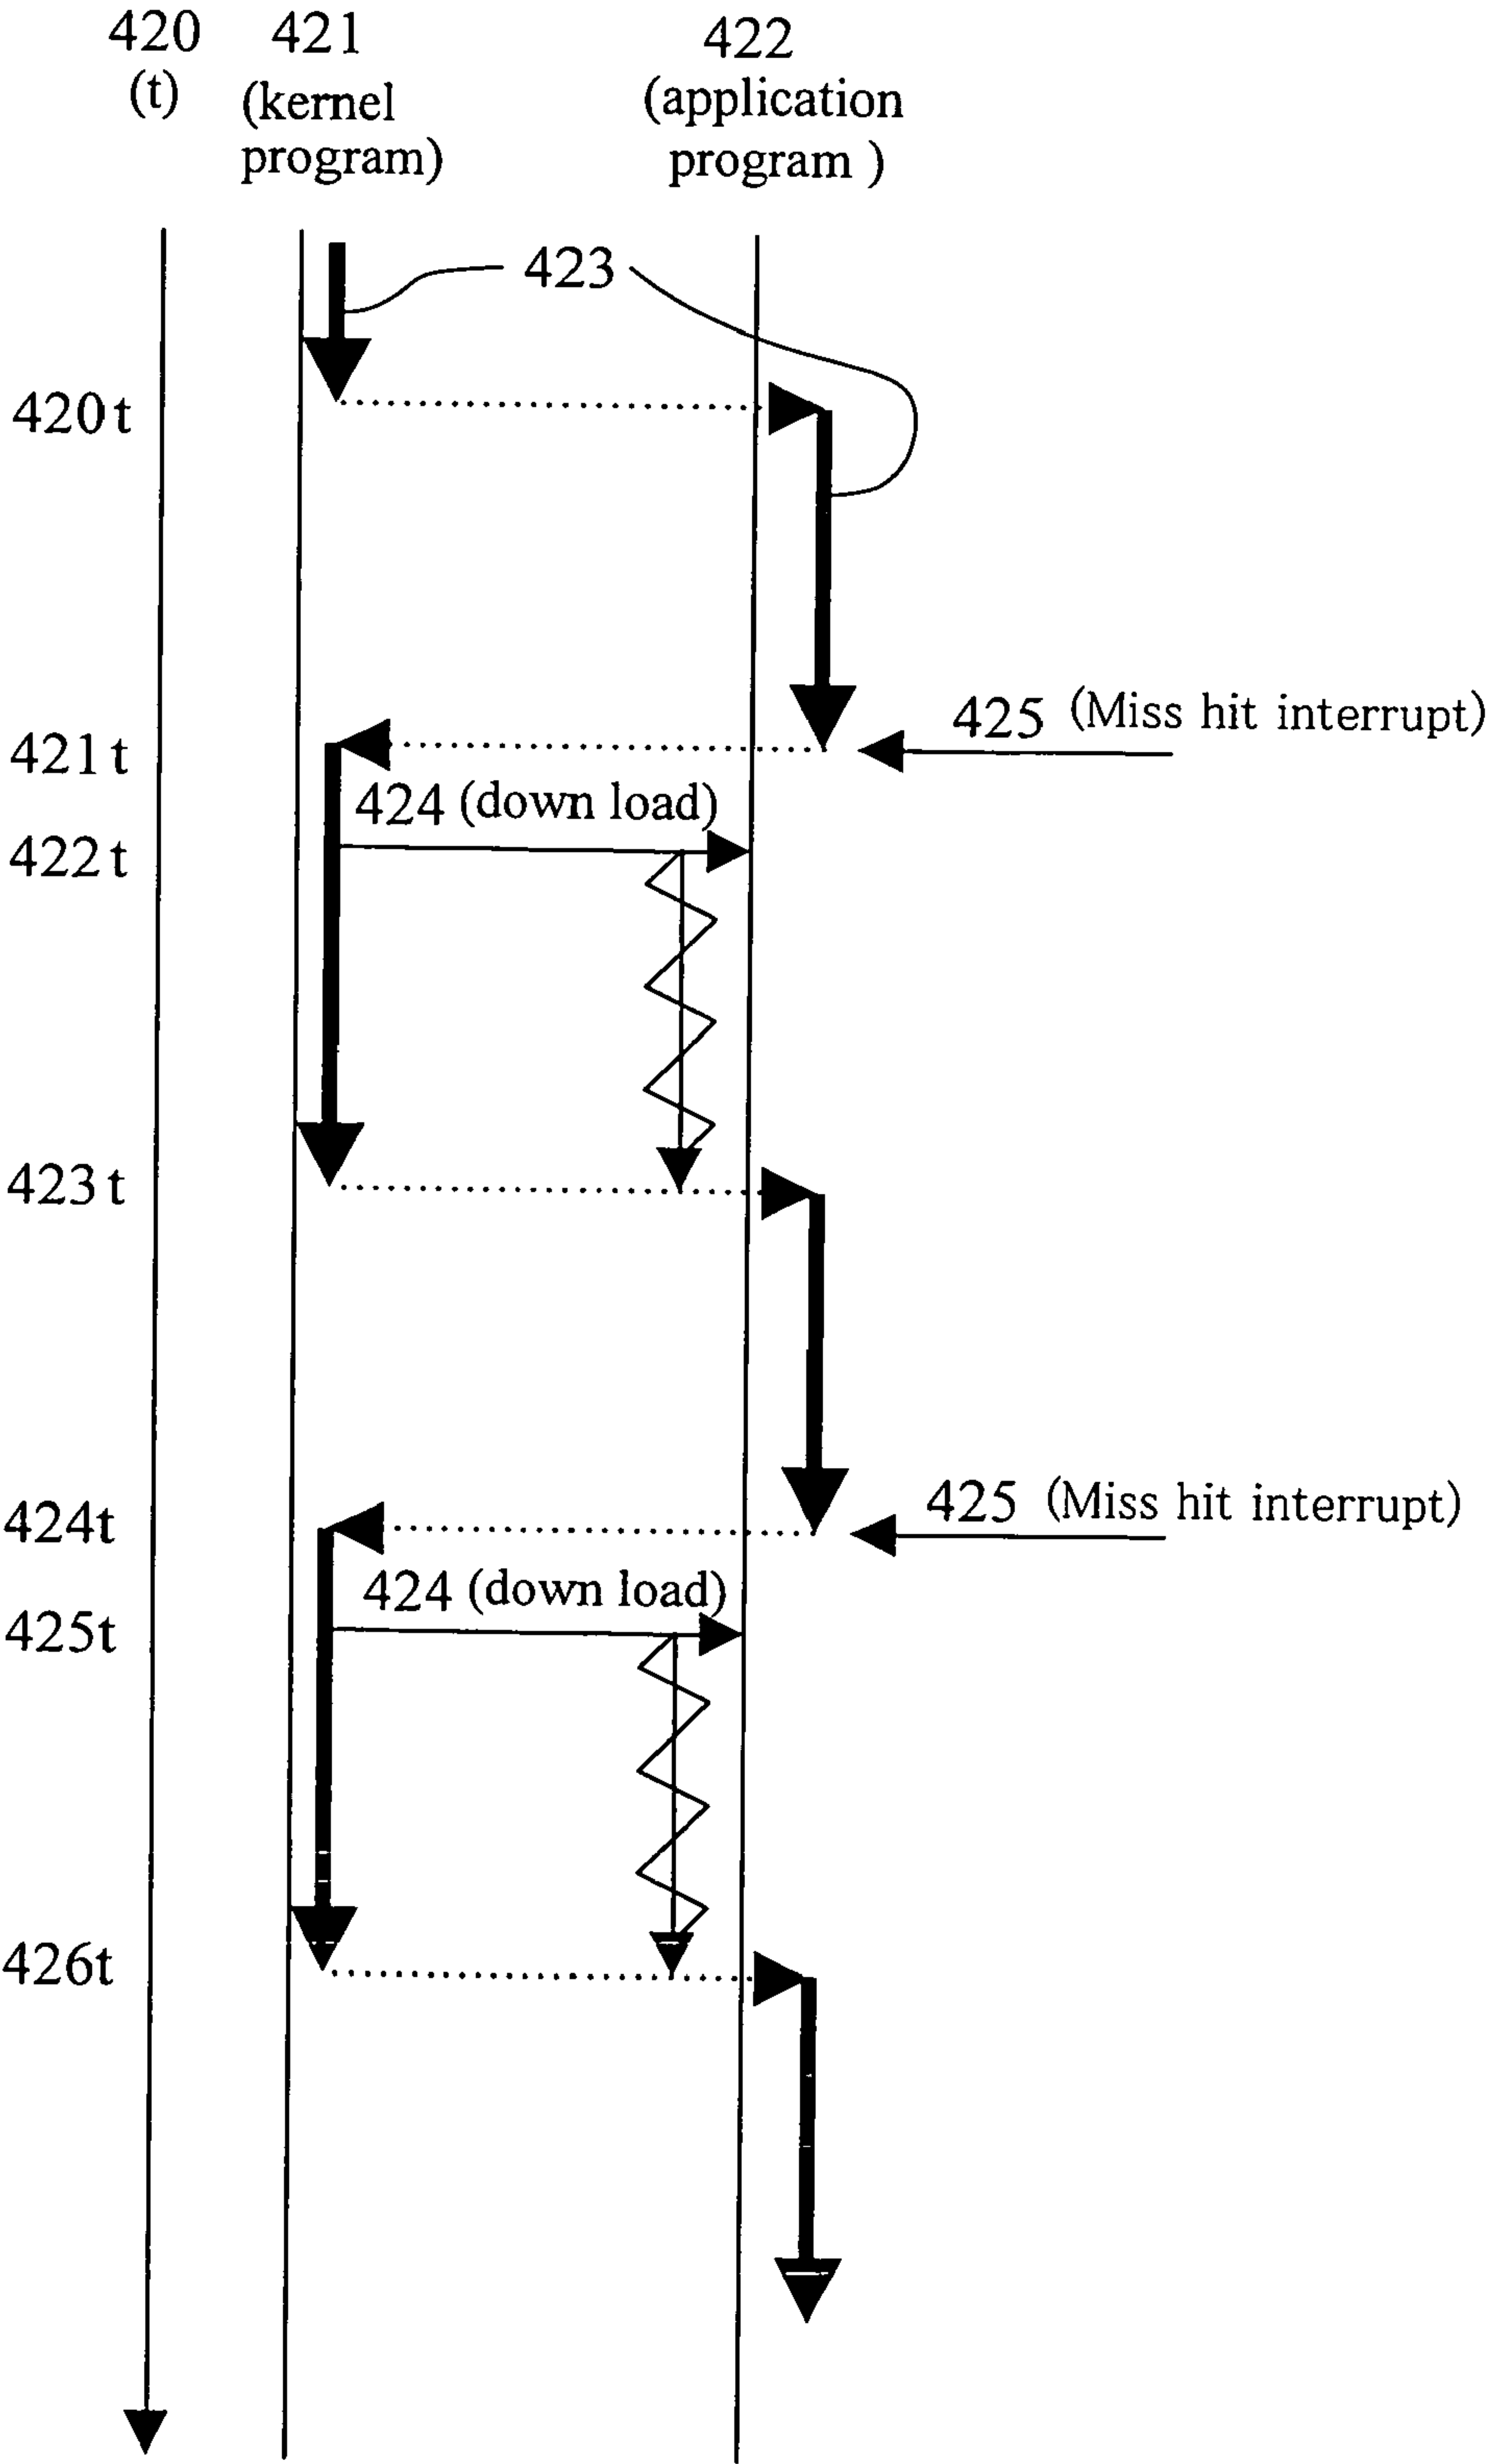 420
(t)
421
(kernel
program)
422
(application
program )
423
420t
425 (Miss hit interrupt)
421t
424 (down load)
422t
423t
425 (Miss hit interrupt)
424t
424 (down load)
425t
426t